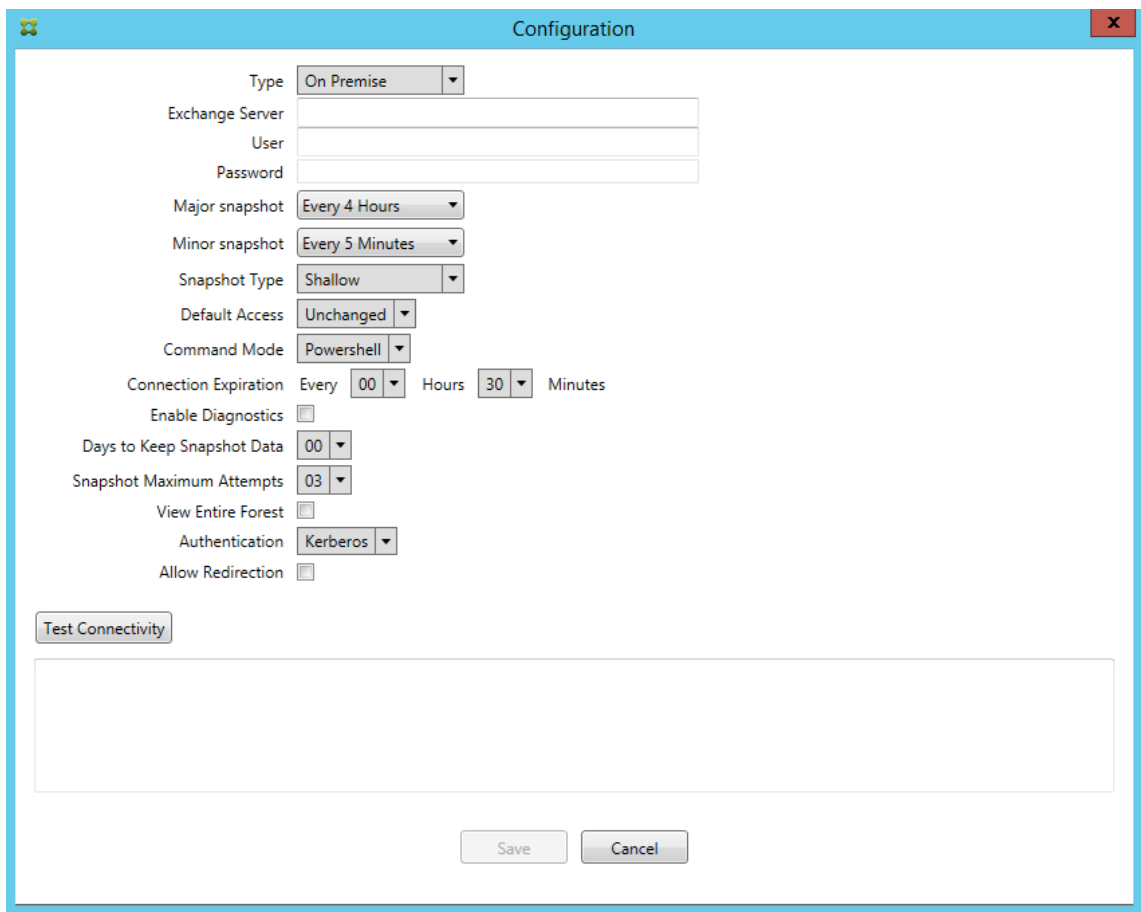 Configuration
x
Type On Premise
Exchange Server
User
Password
Major snapshot Every 4 Hours
Minor snapshot Every 5 Minutes
Snapshot Type Shallow
Default Access Unchanged
Command Mode Powershell
Connection Expiration Every 00 Hours 30 Minutes
Enable Diagnostics
Days to Keep Snapshot Data 00
Snapshot Maximum Attempts 03
View Entire Forest
Authentication Kerberos
Allow Redirection
Test Connectivity
Save Cancel